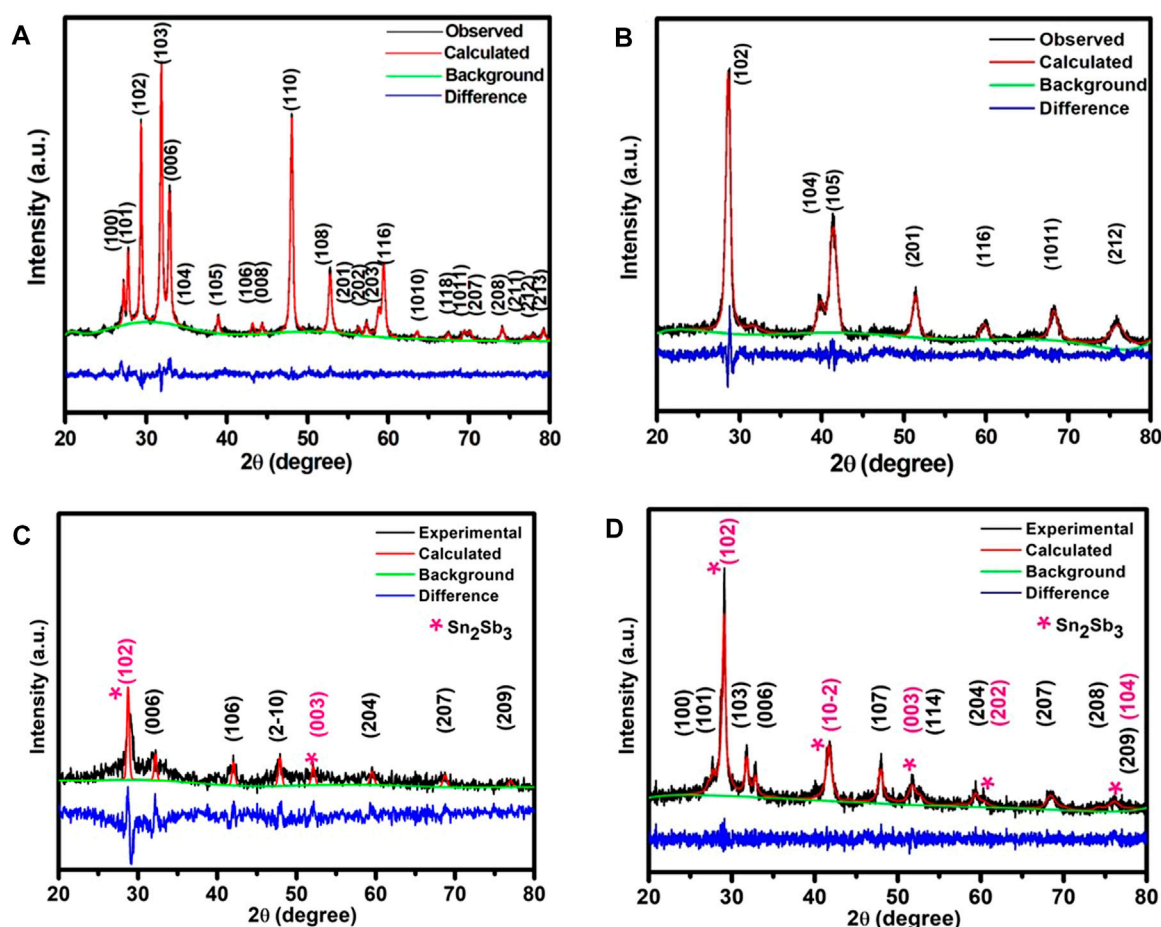 A
Observed
Calculated
Background
Difference
(100)
(101)
(102)
(103)
(006)
(104)
(105)
(106)
(008)
(110)
(108)
(201)
(202)
(203)
(116)
(1010)
(118)
(1011)
(207)
(208)
(211)
(212)
(213)
Intensity (a.u.)
20 30 40 50 60 70 80
2θ (degree)
B
Observed
Calculated
Background
Difference
(102)
(104)
(105)
(201)
(116)
(1011)
(212)
Intensity (a.u.)
20 30 40 50 60 70 80
2θ (degree)
C
Experimental
Calculated
Background
Difference
* Sn₂Sb₃
* (102)
(006)
(106)
(2-10)
* (003)
(204)
(207)
(209)
Intensity (a.u.)
20 30 40 50 60 70 80
2θ (degree)
D
Experimental
Calculated
Background
Difference
* Sn₂Sb₃
(100)
(101)
* (102)
(103)
(006)
* (10-2)
(107)
* (003)
(114)
(204)
* (202)
(207)
(208)
(209)
* (104)
Intensity (a.u.)
20 30 40 50 60 70 80
2θ (degree)